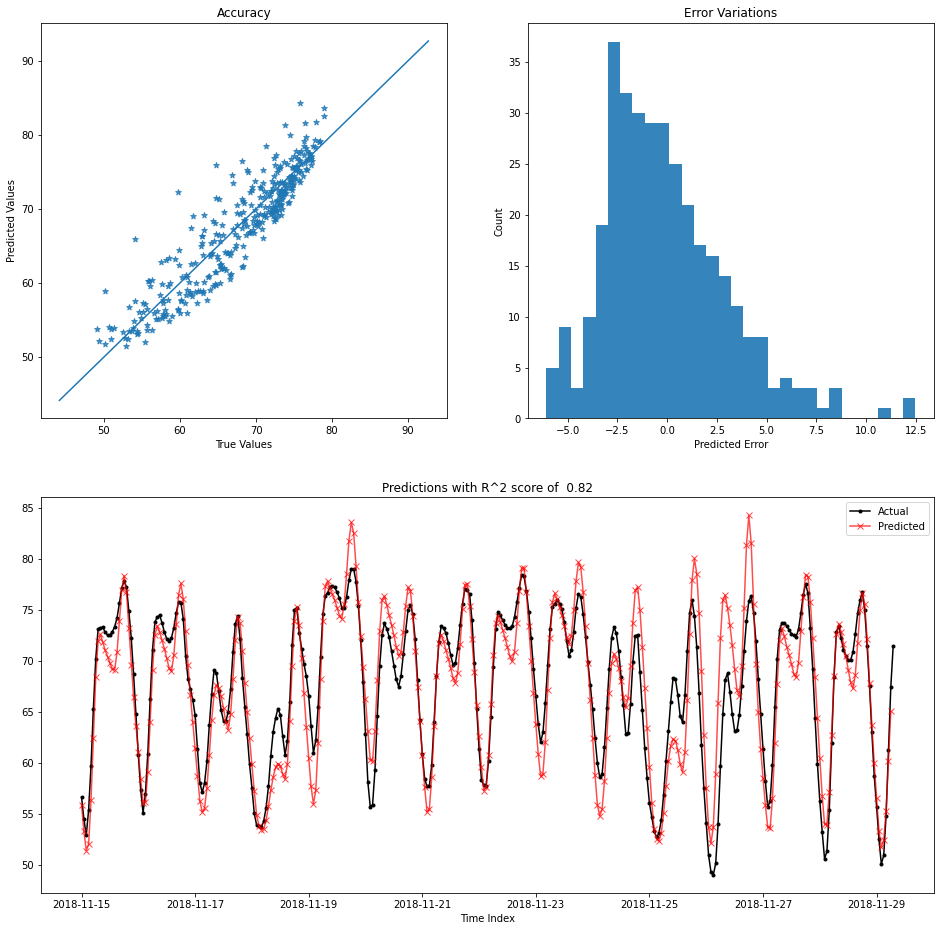 Accuracy
Predicted Values
90
80
70
60
50
50 60 70 80 90
True Values
Error Variations
Count
35
30
25
20
15
10
5
0
−5.0 −2.5 0.0 2.5 5.0 7.5 10.0 12.5
Predicted Error
Predictions with R^2 score of  0.82
Actual
Predicted
85
80
75
70
65
60
55
50
2018-11-15 2018-11-17 2018-11-19 2018-11-21 2018-11-23 2018-11-25 2018-11-27 2018-11-29
Time Index